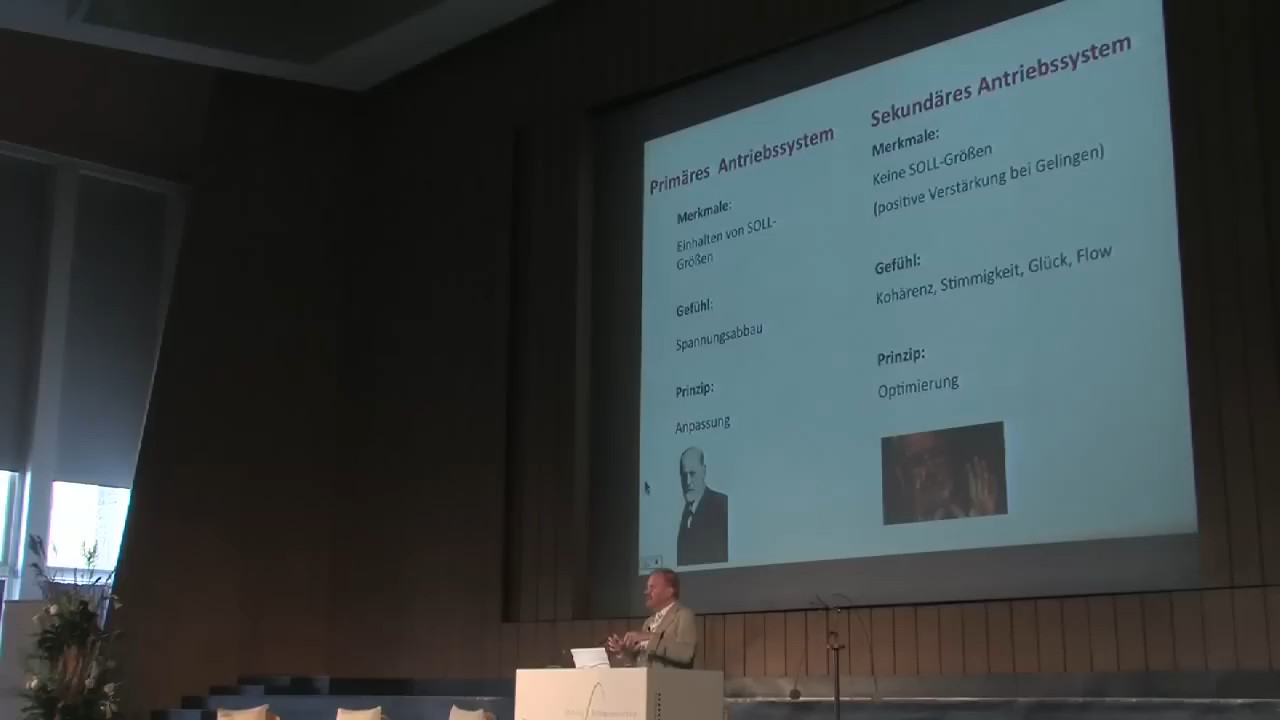 Primäres Antriebssystem
Merkmale:
Einhalten von SOLL-
Größen
Gefühl:
Spannungsabbau
Prinzip:
Anpassung
Sekundäres Antriebssystem
Merkmale:
Keine SOLL-Größen
(positive Verstärkung bei Gelingen)
Gefühl:
Kohärenz, Stimmigkeit, Glück, Flow
Prinzip:
Optimierung